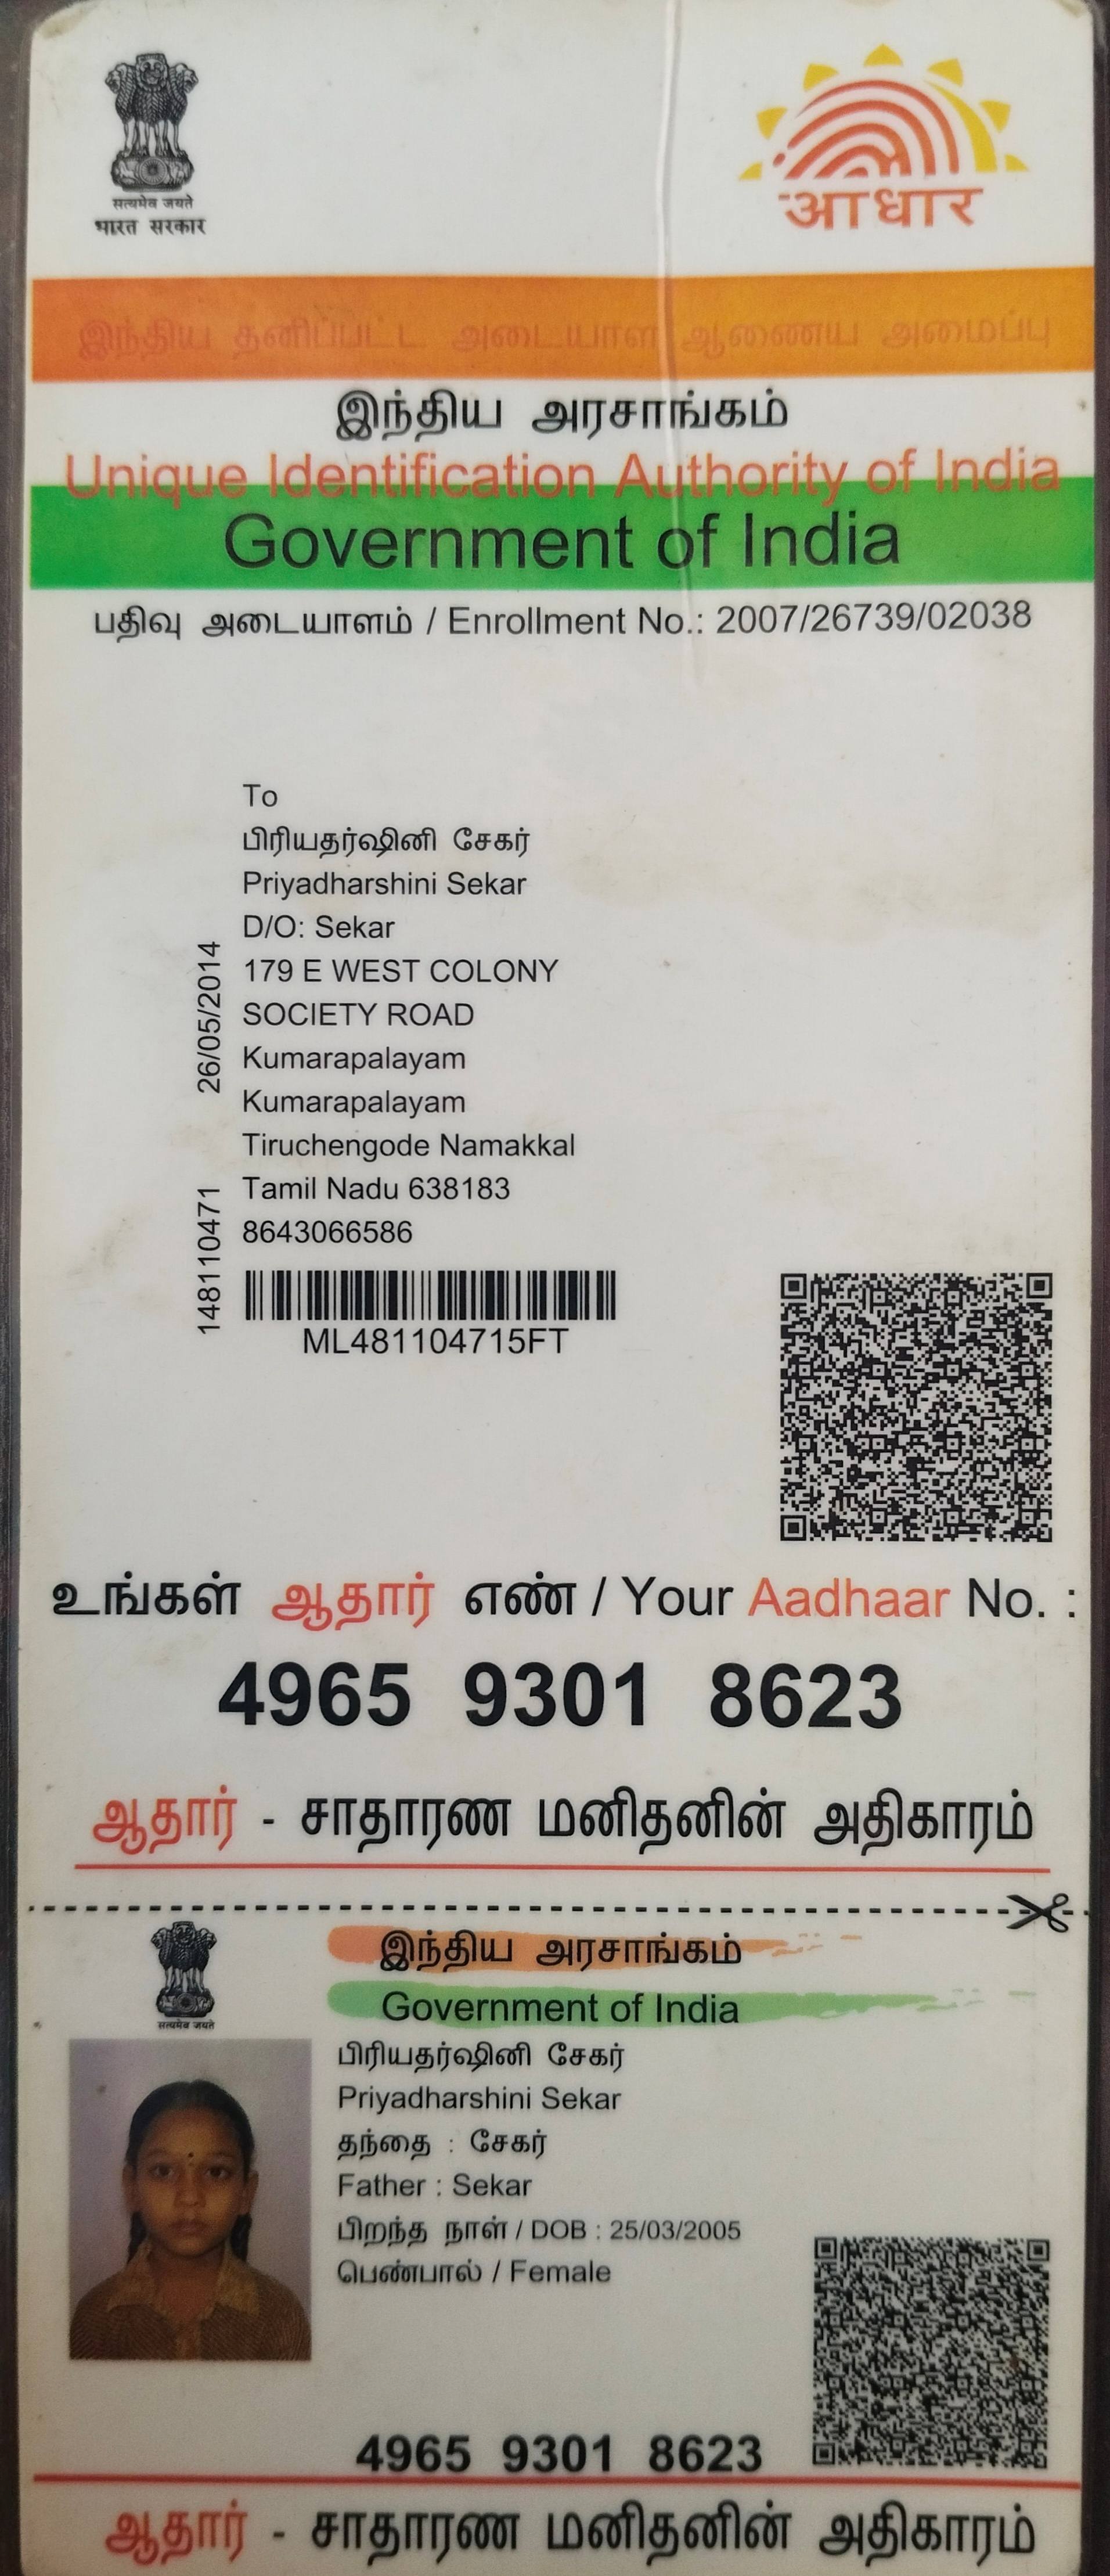 सत्यमेव जयते
भारत सरकार
आधार
இந்திய தனிப்பட்ட அடையாள ஆணைய அமைப்பு
இந்திய அரசாங்கம்
Unique Identification Authority of India
Government of India
பதிவு அடையாளம் / Enrollment No.: 2007/26739/02038
To
பிரியதர்ஷினி சேகர்
Priyadharshini Sekar
D/O: Sekar
179 E WEST COLONY
SOCIETY ROAD
Kumarapalayam
Kumarapalayam
Tiruchengode Namakkal
Tamil Nadu 638183
8643066586
26/05/2014
148110471
ML481104715FT
உங்கள் ஆதார் எண் / Your Aadhaar No. :
4965 9301 8623
ஆதார் - சாதாரண மனிதனின் அதிகாரம்
இந்திய அரசாங்கம்
Government of India
सत्यमेव जयते
பிரியதர்ஷினி சேகர்
Priyadharshini Sekar
தந்தை : சேகர்
Father : Sekar
பிறந்த நாள் / DOB : 25/03/2005
பெண்பால் / Female
4965 9301 8623
ஆதார் - சாதாரண மனிதனின் அதிகாரம்